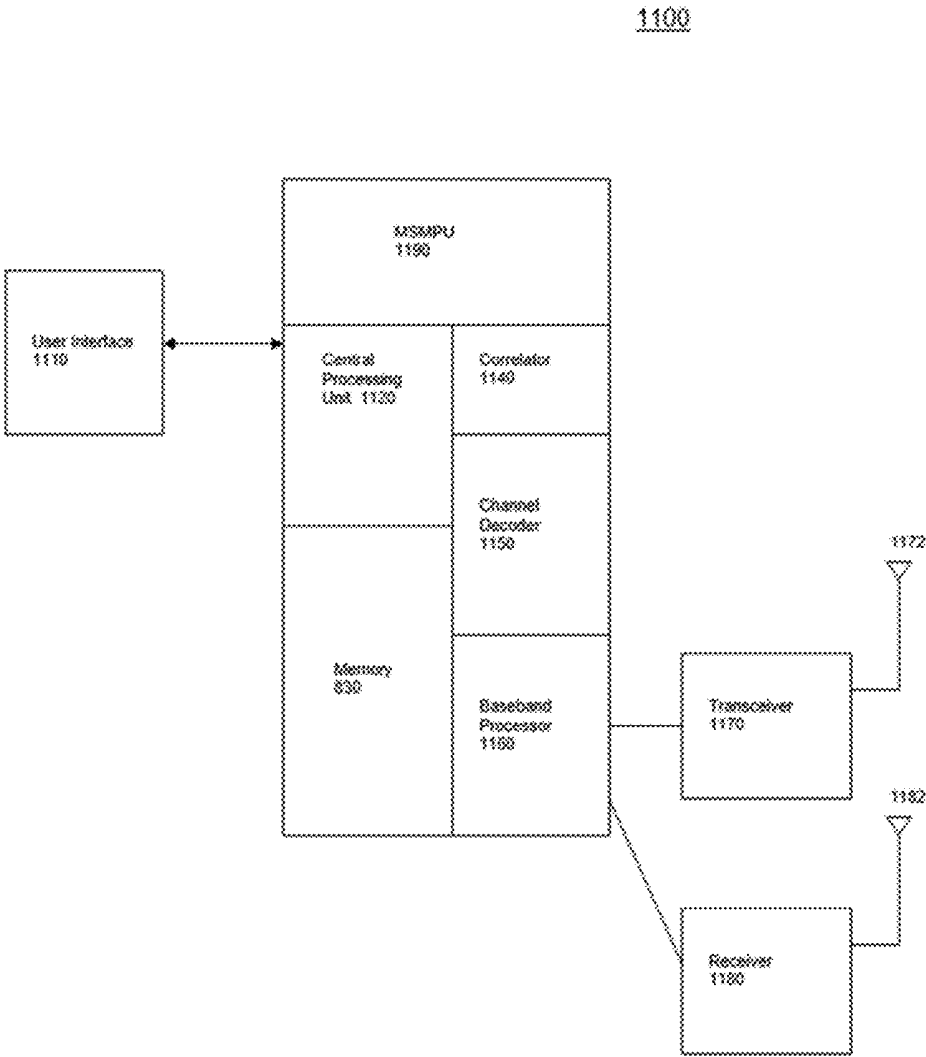 1100
MSMPU
1190
User Interface
1110
Central
Processing
Unit 1120
Correlator
1140
Channel
Decoder
1150
1172
Memory
830
Baseband
Processor
1160
Transceiver
1170
1182
Receiver
1180